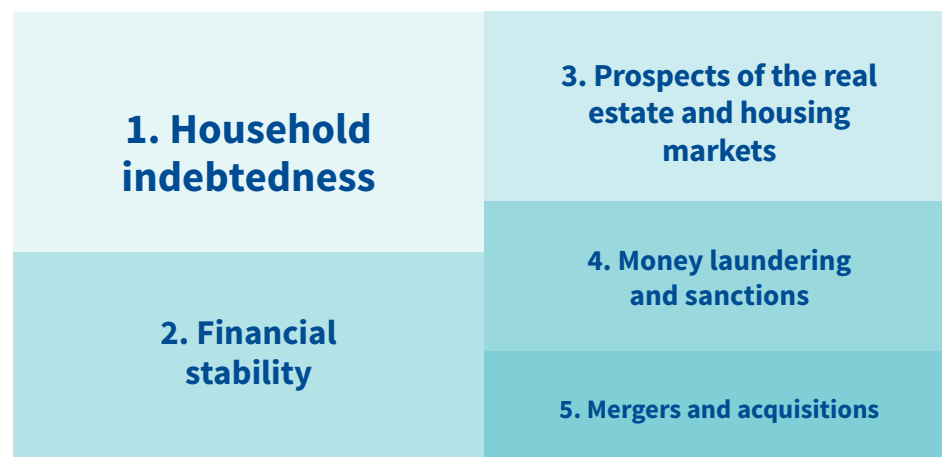 1. Household
indebtedness
2. Financial
stability
3. Prospects of the real
estate and housing
markets
4. Money laundering
and sanctions
5. Mergers and acquisitions